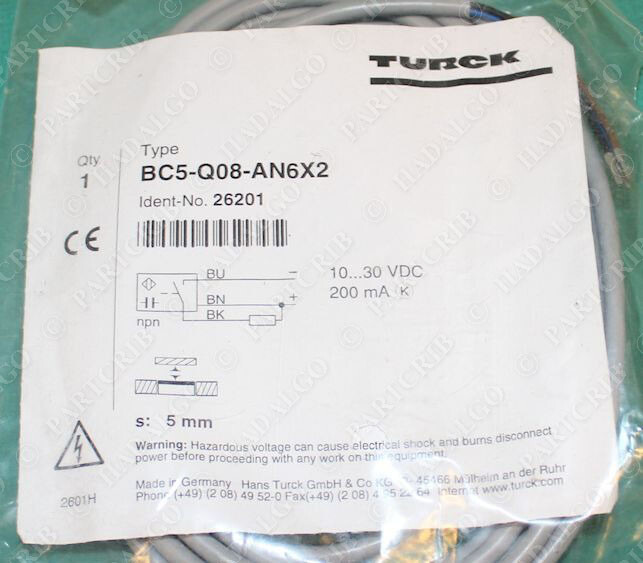 TURCK
Type
Qty
BC5-Q08-AN6X2
1
Ident-No. 26201
CE
BU −
10...30 VDC
BN +
200 mA K
BK
npn
s: 5 mm
Warning: Hazardous voltage can cause electrical shock and burns disconnect
power before proceeding with any work on this equipment.
Made in Germany Hans Turck GmbH & Co KG D-45466 Mülheim an der Ruhr
2601H
Phone (+49) (2 08) 49 52-0 Fax(+49) (2 08) 4 95 22 64 Internet www.turck.com
© PARTCRIB
© HADALGO